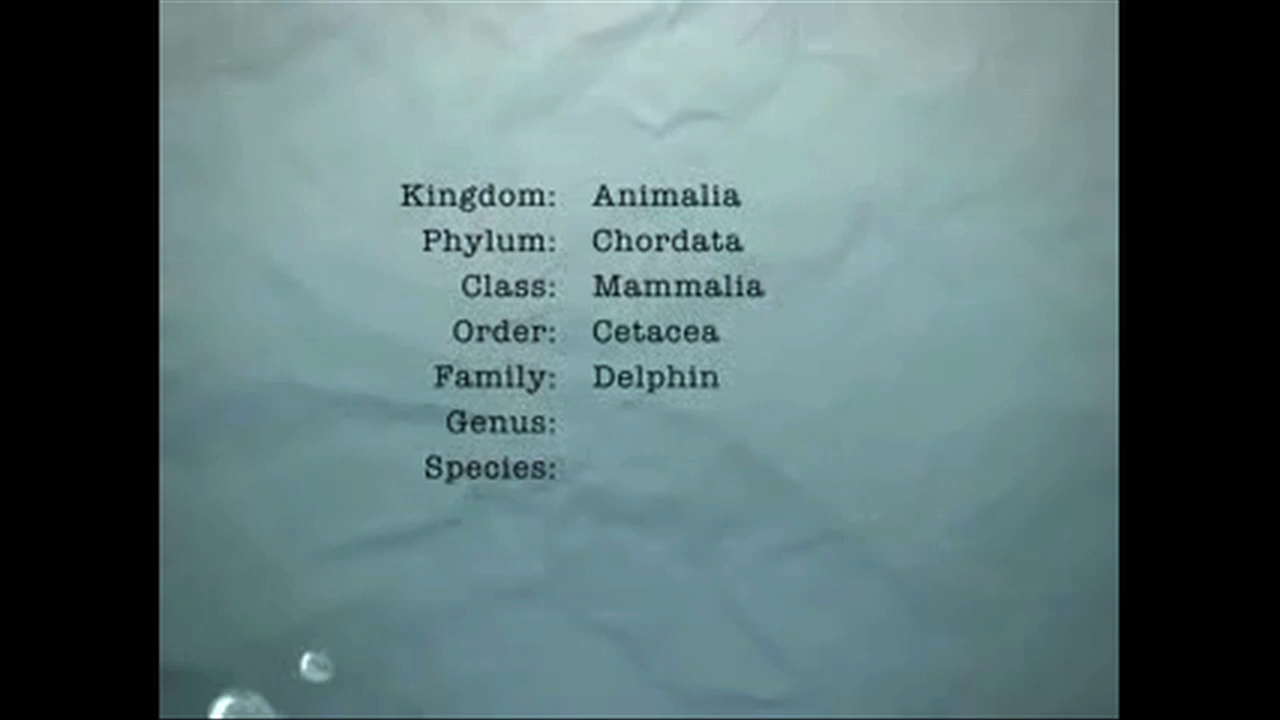 Kingdom: Animalia
Phylum: Chordata
Class: Mammalia
Order: Cetacea
Family: Delphin
Genus:
Species: